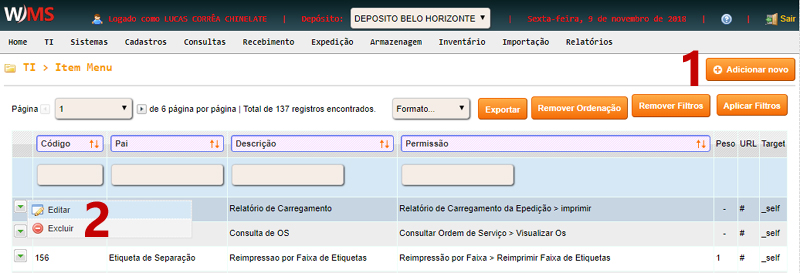 WMS Logado como LUCAS CORRÊA CHINELATE | Depósito: DEPOSITO BELO HORIZONTE | Sexta-feira, 9 de novembro de 2018 | Sair
Home TI Sistemas Cadastros Consultas Recebimento Expedição Armazenagem Inventário Importação Relatórios
TI > Item Menu 1 Adicionar novo
Página 1 de 6 página por página | Total de 137 registros encontrados. Formato... Exportar Remover Ordenação Remover Filtros Aplicar Filtros
Código Pai Descrição Permissão Peso URL Target
Editar Relatório de Carregamento Relatório de Carregamento da Epedição > imprimir - # _self
Excluir 2 Consulta de OS Consultar Ordem de Serviço > Visualizar Os - # _self
156 Etiqueta de Separação Reimpressao por Faixa de Etiquetas Reimpressão por Faixa > Reimprimir Faixa de Etiquetas 1 # _self